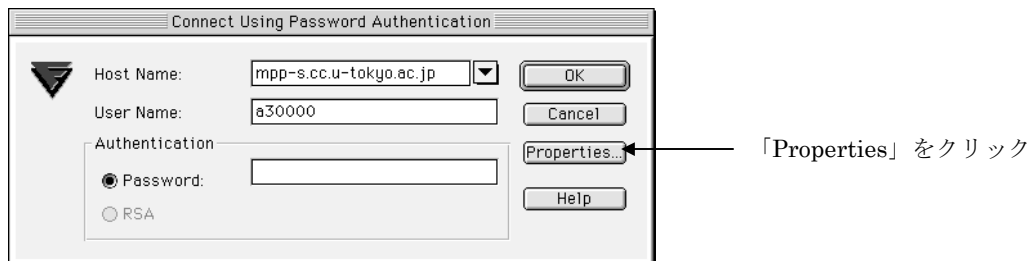 Connect Using Password Authentication
Host Name: mpp-s.cc.u-tokyo.ac.jp OK
User Name: a30000 Cancel
Authentication Properties... 「Properties」をクリック
Password:
Help
RSA